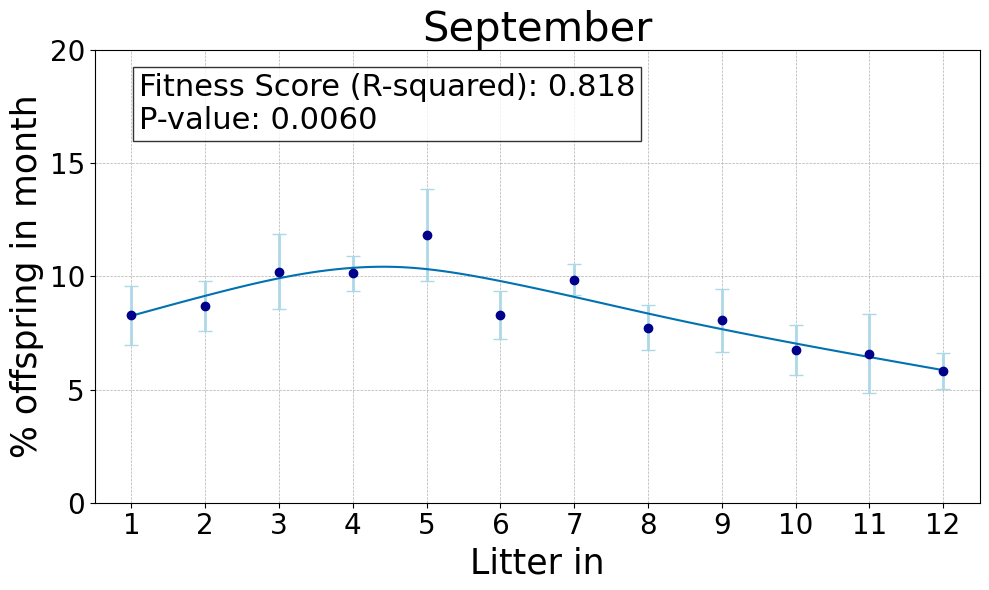 September
Fitness Score (R-squared): 0.818
P-value: 0.0060
% offspring in month
20
15
10
5
0
1 2 3 4 5 6 7 8 9 10 11 12
Litter in